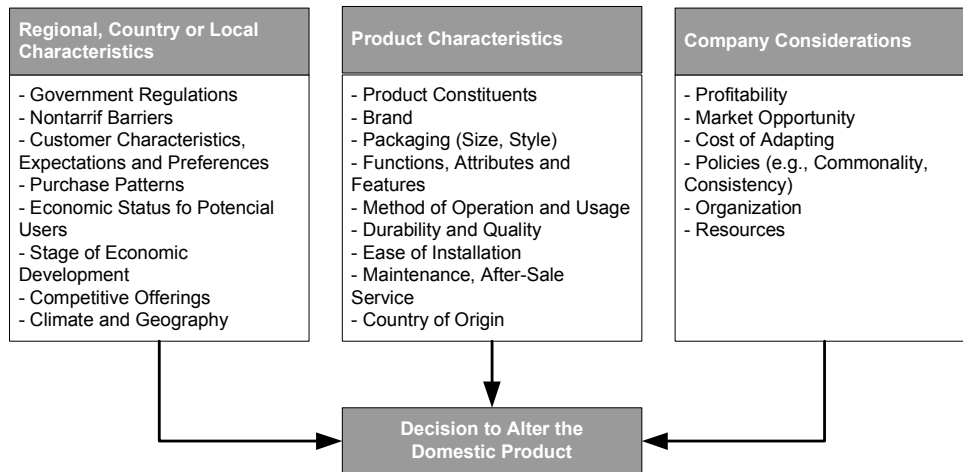 Regional, Country or Local
Characteristics
- Government Regulations
- Nontarrif Barriers
- Customer Characteristics,
Expectations and Preferences
- Purchase Patterns
- Economic Status fo Potencial
Users
- Stage of Economic
Development
- Competitive Offerings
- Climate and Geography
Product Characteristics
- Product Constituents
- Brand
- Packaging (Size, Style)
- Functions, Attributes and
Features
- Method of Operation and Usage
- Durability and Quality
- Ease of Installation
- Maintenance, After-Sale
Service
- Country of Origin
Company Considerations
- Profitability
- Market Opportunity
- Cost of Adapting
- Policies (e.g., Commonality,
Consistency)
- Organization
- Resources
Decision to Alter the
Domestic Product